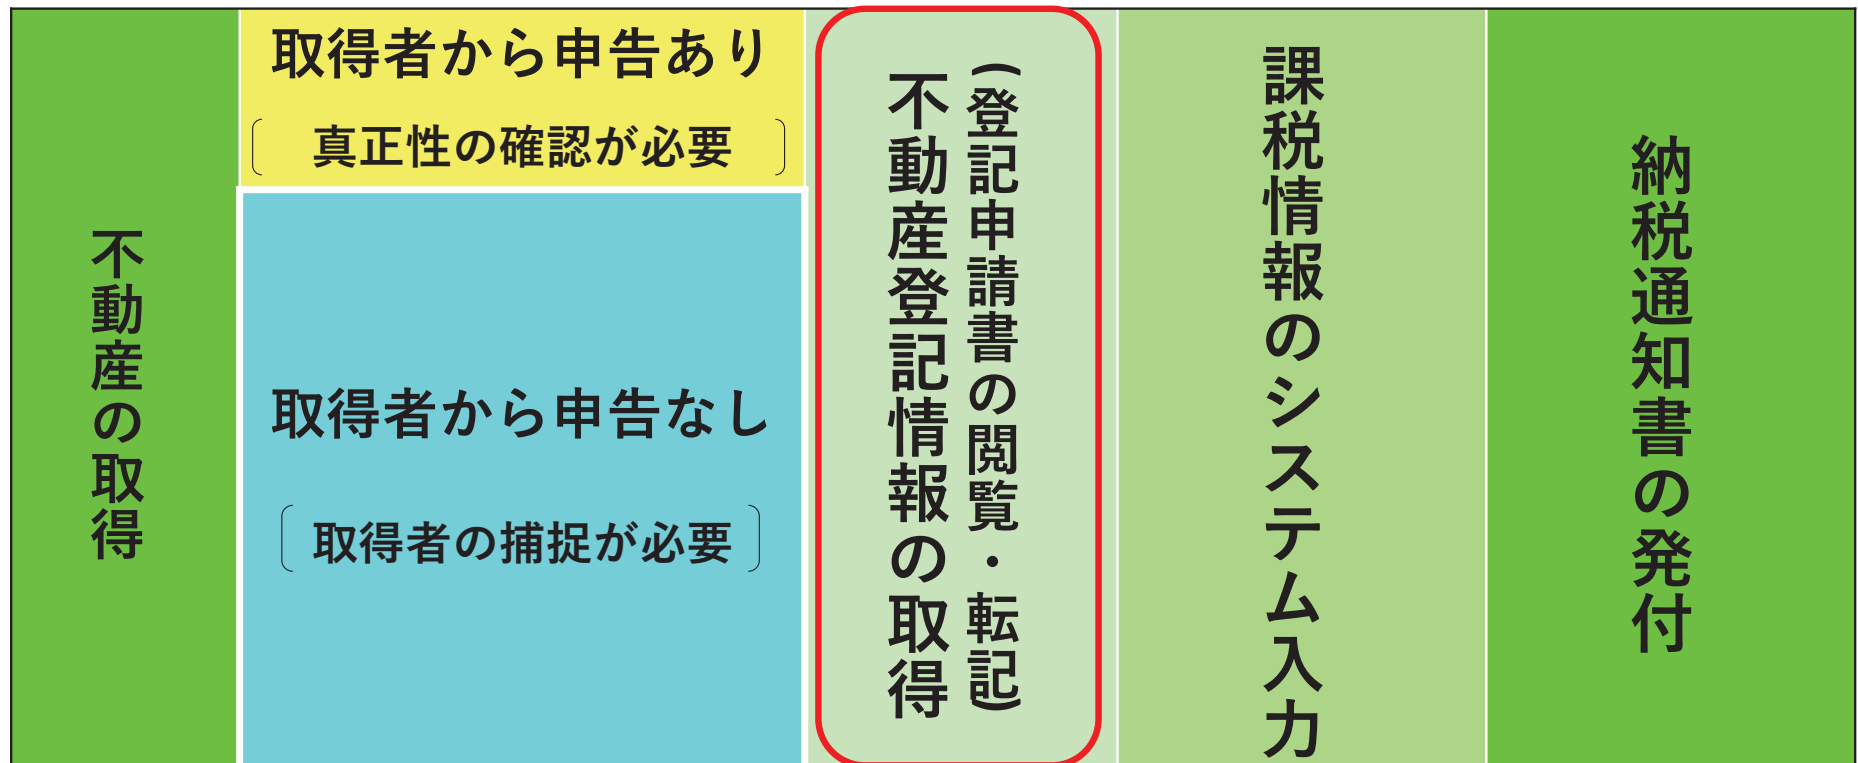 不動産の取得
取得者から申告あり
〔 真正性の確認が必要 〕
取得者から申告なし
〔 取得者の捕捉が必要 〕
不動産登記情報の取得
(登記申請書の閲覧・転記)
課税情報のシステム入力
納税通知書の発付